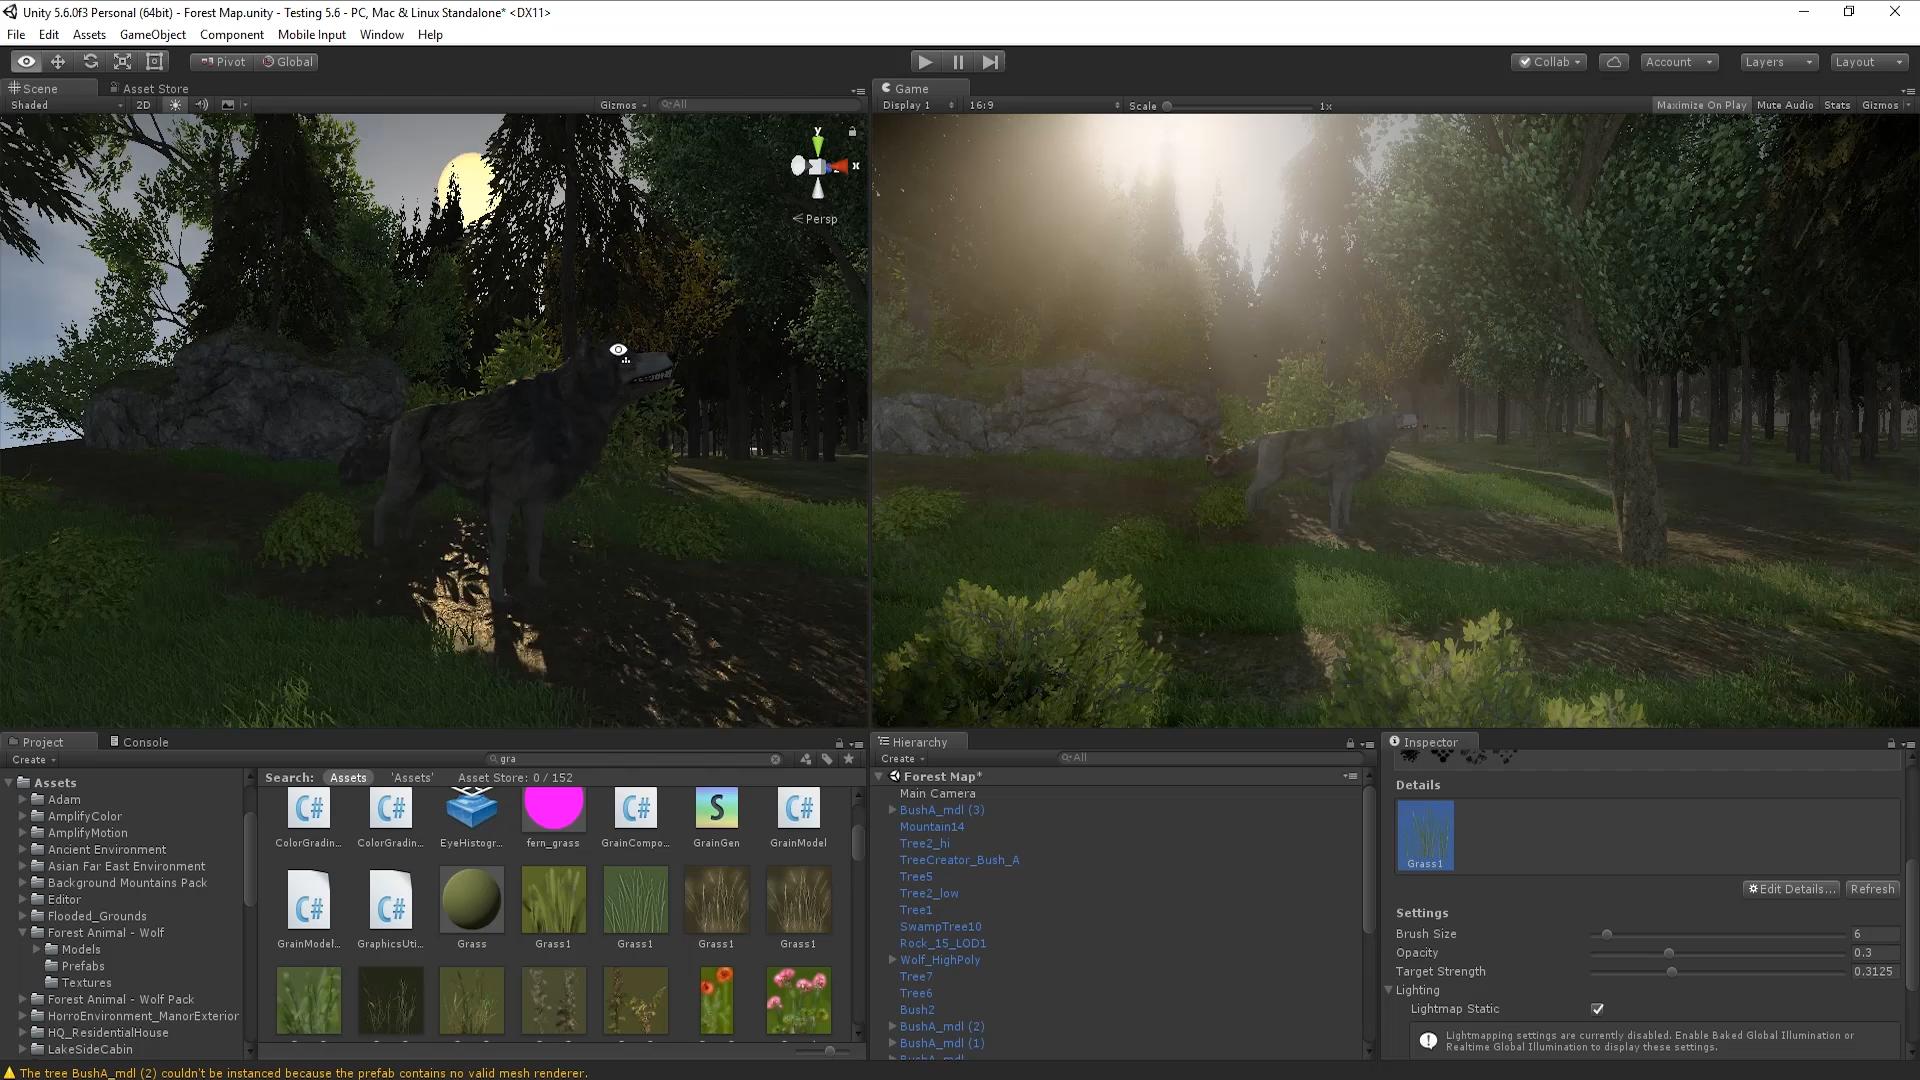 Unity 5.6.0f3 Personal (64bit) - Forest Map.unity - Testing 5.6 - PC, Mac & Linux Standalone* <DX11>
File Edit Assets GameObject Component Mobile Input Window Help
Pivot Global Collab Account Layers Layout
Scene Asset Store
Shaded 2D Gizmos All
Game
Display 1 16:9 Scale 1x Maximize On Play Mute Audio Stats Gizmos
y
x
z
Persp
Project Console
Create gra
Assets
Adam
AmplifyColor
AmplifyMotion
Ancient Environment
Asian Far East Environment
Background Mountains Pack
Editor
Flooded_Grounds
Forest Animal - Wolf
Models
Prefabs
Textures
Forest Animal - Wolf Pack
HorroEnvironment_ManorExterior
HQ_ResidentialHouse
LakeSideCabin
Search: Assets 'Assets' Asset Store: 0 / 152
C# C# C# S C#
ColorGradin... ColorGradin... EyeHistogr... fern_grass GrainCompo... GrainGen GrainModel
C# C#
GrainModel... GraphicsUti... Grass Grass1 Grass1 Grass1 Grass1
Hierarchy
Create All
Forest Map*
Main Camera
BushA_mdl (3)
Mountain14
Tree2_hi
TreeCreator_Bush_A
Tree5
Tree2_low
Tree1
SwampTree10
Rock_15_LOD1
Wolf_HighPoly
Tree7
Tree6
Bush2
BushA_mdl (2)
BushA_mdl (1)
BushA_mdl
Inspector
Details
Grass1
Edit Details... Refresh
Settings
Brush Size 6
Opacity 0.3
Target Strength 0.3125
Lighting
Lightmap Static
Lightmapping settings are currently disabled. Enable Baked Global Illumination or
Realtime Global Illumination to display these settings.
The tree BushA_mdl (2) couldn't be instanced because the prefab contains no valid mesh renderer.